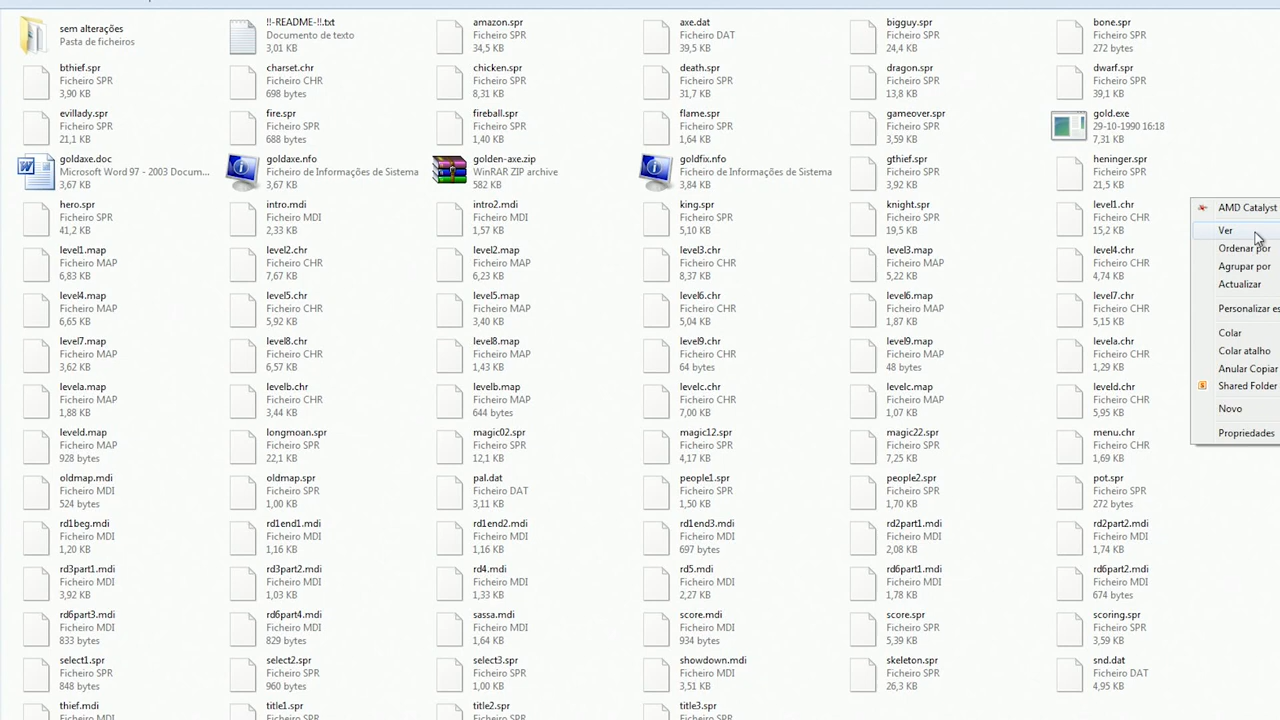 sem alterações
Pasta de ficheiros
!!-README-!!.txt
Documento de texto
3,01 KB
amazon.spr
Ficheiro SPR
34,5 KB
axe.dat
Ficheiro DAT
39,5 KB
bigguy.spr
Ficheiro SPR
24,4 KB
bone.spr
Ficheiro SPR
272 bytes
bthief.spr
Ficheiro SPR
3,90 KB
charset.chr
Ficheiro CHR
698 bytes
chicken.spr
Ficheiro SPR
8,31 KB
death.spr
Ficheiro SPR
31,7 KB
dragon.spr
Ficheiro SPR
13,8 KB
dwarf.spr
Ficheiro SPR
39,1 KB
evillady.spr
Ficheiro SPR
21,1 KB
fire.spr
Ficheiro SPR
688 bytes
fireball.spr
Ficheiro SPR
1,40 KB
flame.spr
Ficheiro SPR
1,64 KB
gameover.spr
Ficheiro SPR
3,59 KB
gold.exe
29-10-1990 16:18
7,31 KB
goldaxe.doc
Microsoft Word 97 - 2003 Docum...
3,67 KB
goldaxe.nfo
Ficheiro de Informações de Sistema
3,67 KB
golden-axe.zip
WinRAR ZIP archive
582 KB
goldfix.nfo
Ficheiro de Informações de Sistema
3,84 KB
gthief.spr
Ficheiro SPR
3,92 KB
heninger.spr
Ficheiro SPR
21,5 KB
hero.spr
Ficheiro SPR
41,2 KB
intro.mdi
Ficheiro MDI
2,33 KB
intro2.mdi
Ficheiro MDI
1,57 KB
king.spr
Ficheiro SPR
5,10 KB
knight.spr
Ficheiro SPR
19,5 KB
level1.chr
Ficheiro CHR
15,2 KB
level1.map
Ficheiro MAP
6,83 KB
level2.chr
Ficheiro CHR
7,67 KB
level2.map
Ficheiro MAP
6,23 KB
level3.chr
Ficheiro CHR
8,37 KB
level3.map
Ficheiro MAP
5,22 KB
level4.chr
Ficheiro CHR
4,74 KB
level4.map
Ficheiro MAP
6,65 KB
level5.chr
Ficheiro CHR
5,92 KB
level5.map
Ficheiro MAP
3,40 KB
level6.chr
Ficheiro CHR
5,04 KB
level6.map
Ficheiro MAP
1,87 KB
level7.chr
Ficheiro CHR
5,15 KB
level7.map
Ficheiro MAP
3,62 KB
level8.chr
Ficheiro CHR
6,57 KB
level8.map
Ficheiro MAP
1,43 KB
level9.chr
Ficheiro CHR
64 bytes
level9.map
Ficheiro MAP
48 bytes
levela.chr
Ficheiro CHR
1,29 KB
levela.map
Ficheiro MAP
1,88 KB
levelb.chr
Ficheiro CHR
3,44 KB
levelb.map
Ficheiro MAP
644 bytes
levelc.chr
Ficheiro CHR
7,00 KB
levelc.map
Ficheiro MAP
1,07 KB
leveld.chr
Ficheiro CHR
5,95 KB
leveld.map
Ficheiro MAP
928 bytes
longmoan.spr
Ficheiro SPR
22,1 KB
magic02.spr
Ficheiro SPR
12,1 KB
magic12.spr
Ficheiro SPR
4,17 KB
magic22.spr
Ficheiro SPR
7,25 KB
menu.chr
Ficheiro CHR
1,69 KB
oldmap.mdi
Ficheiro MDI
524 bytes
oldmap.spr
Ficheiro SPR
1,00 KB
pal.dat
Ficheiro DAT
3,11 KB
people1.spr
Ficheiro SPR
1,50 KB
people2.spr
Ficheiro SPR
1,70 KB
pot.spr
Ficheiro SPR
272 bytes
rd1beg.mdi
Ficheiro MDI
1,20 KB
rd1end1.mdi
Ficheiro MDI
1,16 KB
rd1end2.mdi
Ficheiro MDI
1,16 KB
rd1end3.mdi
Ficheiro MDI
697 bytes
rd2part1.mdi
Ficheiro MDI
2,08 KB
rd2part2.mdi
Ficheiro MDI
1,74 KB
rd3part1.mdi
Ficheiro MDI
3,92 KB
rd3part2.mdi
Ficheiro MDI
1,03 KB
rd4.mdi
Ficheiro MDI
1,33 KB
rd5.mdi
Ficheiro MDI
2,27 KB
rd6part1.mdi
Ficheiro MDI
1,78 KB
rd6part2.mdi
Ficheiro MDI
674 bytes
rd6part3.mdi
Ficheiro MDI
833 bytes
rd6part4.mdi
Ficheiro MDI
829 bytes
sassa.mdi
Ficheiro MDI
1,64 KB
score.mdi
Ficheiro MDI
934 bytes
score.spr
Ficheiro SPR
5,39 KB
scoring.spr
Ficheiro SPR
3,59 KB
select1.spr
Ficheiro SPR
848 bytes
select2.spr
Ficheiro SPR
960 bytes
select3.spr
Ficheiro SPR
1,00 KB
showdown.mdi
Ficheiro MDI
3,51 KB
skeleton.spr
Ficheiro SPR
26,3 KB
snd.dat
Ficheiro DAT
4,95 KB
thief.mdi
Ficheiro MDI
title1.spr
Ficheiro SPR
title2.spr
Ficheiro SPR
title3.spr
Ficheiro SPR
AMD Catalyst
Ver
Ordenar por
Agrupar por
Actualizar
Personalizar es
Colar
Colar atalho
Anular Copiar
Shared Folder
Novo
Propriedades